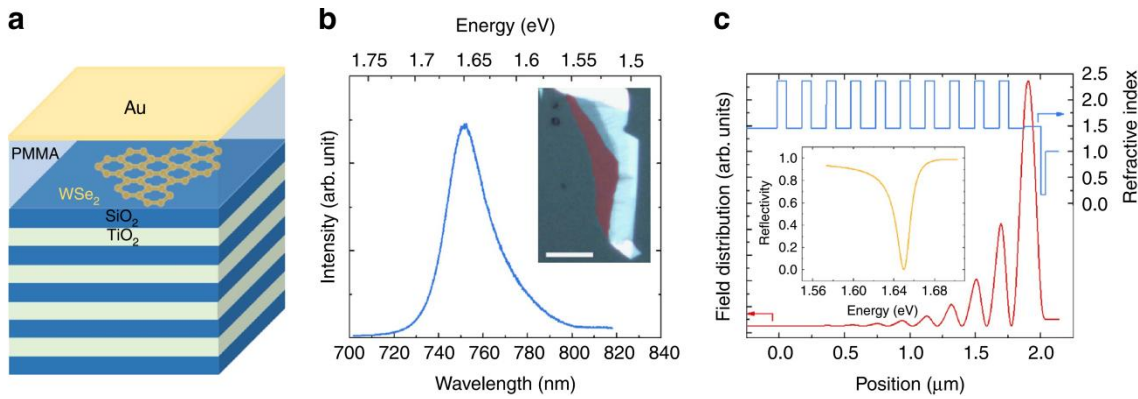 a
Au
PMMA
WSe₂
SiO₂
TiO₂
b
Energy (eV)
1.75 1.7 1.65 1.6 1.55 1.5
Intensity (arb. unit)
700 720 740 760 780 800 820 840
Wavelength (nm)
c
Field distribution (arb. units)
2.5
2.0
1.5
1.0
0.5
0.0
Refractive index
Reflectivity
1.0
0.8
0.6
0.4
0.2
0.0
1.56 1.60 1.64 1.68
Energy (eV)
0.0 0.5 1.0 1.5 2.0
Position (μm)